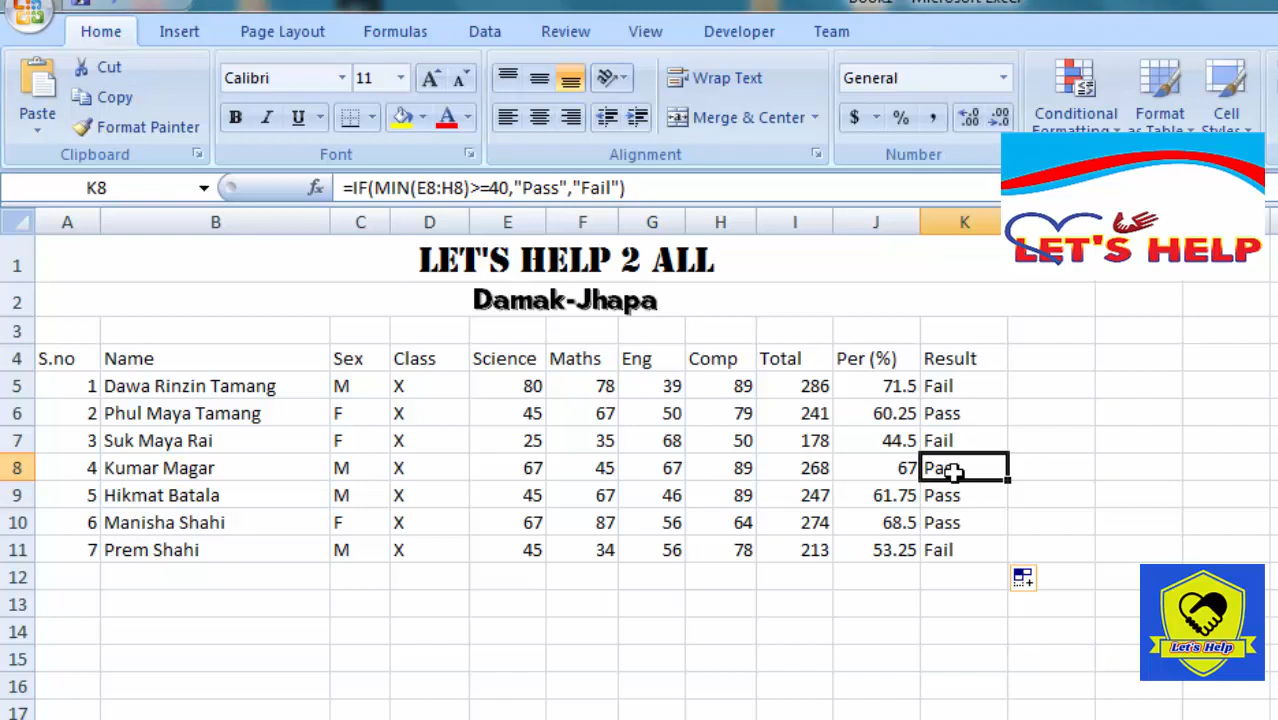 Home Insert Page Layout Formulas Data Review View Developer Team
Paste
Cut
Copy
Format Painter
Clipboard
Calibri 11 A A
B I U A
Font
Wrap Text
Merge & Center
Alignment
General
$ % ,
Number
Conditional
Formatting
Format
as Table
Cell
Styles
LET'S HELP
K8 fx =IF(MIN(E8:H8)>=40,"Pass","Fail")
A B C D E F G H I J K
1 LET'S HELP 2 ALL
2 Damak-Jhapa
3
4 S.no Name Sex Class Science Maths Eng Comp Total Per (%) Result
5 1 Dawa Rinzin Tamang M X 80 78 39 89 286 71.5 Fail
6 2 Phul Maya Tamang F X 45 67 50 79 241 60.25 Pass
7 3 Suk Maya Rai F X 25 35 68 50 178 44.5 Fail
8 4 Kumar Magar M X 67 45 67 89 268 67 Pass
9 5 Hikmat Batala M X 45 67 46 89 247 61.75 Pass
10 6 Manisha Shahi F X 67 87 56 64 274 68.5 Pass
11 7 Prem Shahi M X 45 34 56 78 213 53.25 Fail
12
13
14
15
16
17
Let's Help